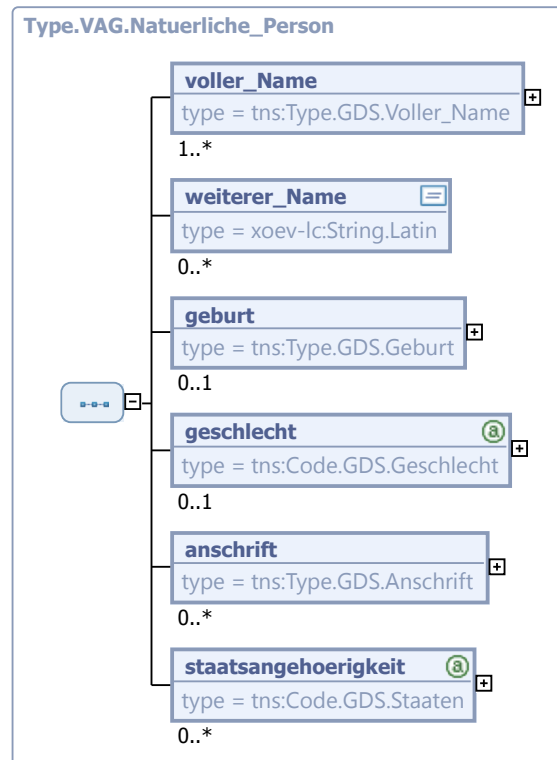 Type.VAG.Natuerliche_Person
voller_Name
type = tns:Type.GDS.Voller_Name
1..*
weiterer_Name
type = xoev-lc:String.Latin
0..*
geburt
type = tns:Type.GDS.Geburt
0..1
geschlecht
type = tns:Code.GDS.Geschlecht
0..1
anschrift
type = tns:Type.GDS.Anschrift
0..*
staatsangehoerigkeit
type = tns:Code.GDS.Staaten
0..*